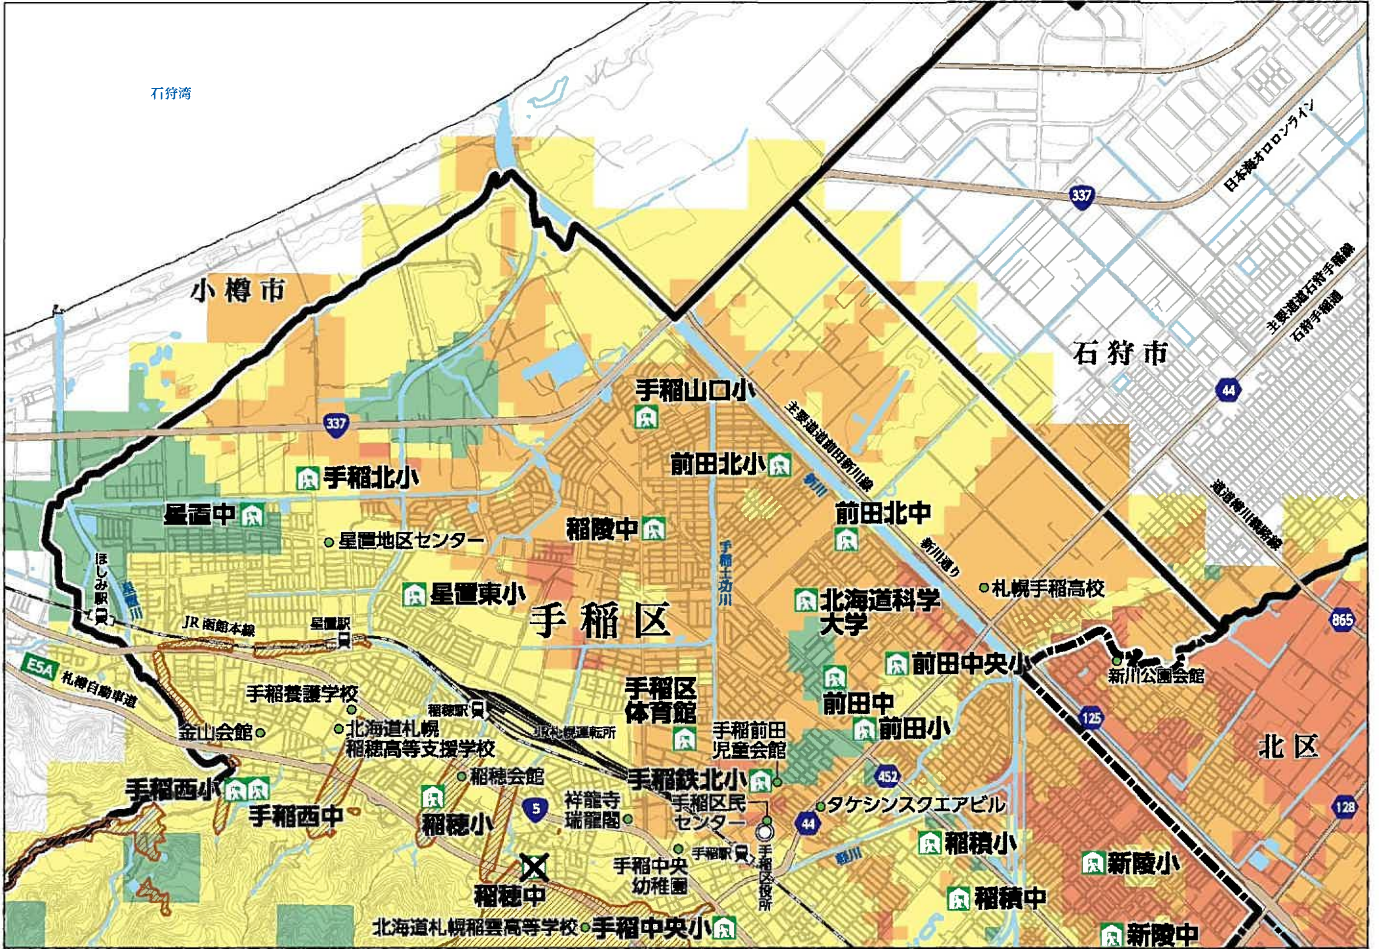 石狩湾
日本海オロロンライン
337
小樽市
主要道道石狩手稲線
石狩手稲通
石狩市
44
手稲山口小
337
主要道道前田新川線
前田北小
手稲北小
新川
道道樽川篠路線
星置中
前田北中
稲陵中
星置地区センター
新川通り
ほしみ駅
星置川
手稲土功川
札幌手稲高校
星置東小
北海道科学
大学
手稲区
865
JR函館本線
星置駅
E5A
札樽自動車道
前田中央小
新川公園会館
手稲養護学校
手稲区
体育館
前田中
稲穂駅
125
金山会館
北海道札幌
稲穂高等支援学校
JR札幌運転所
手稲前田
児童会館
前田小
北区
稲穂会館
手稲鉄北小
452
手稲西小
手稲西中
稲穂小
5
祥龍寺
瑞龍閣
手稲区民
センター
タケシンスクエアビル
44
128
手稲駅
手稲区役所
軽川
稲積小
手稲中央
幼稚園
新陵小
稲穂中
稲積中
北海道札幌稲雲高等学校
手稲中央小
新陵中